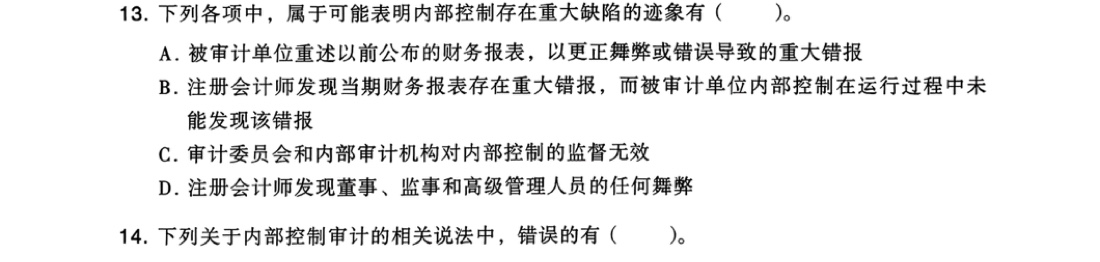 13. 下列各项中，属于可能表明内部控制存在重大缺陷的迹象有（　　）。
A. 被审计单位重述以前公布的财务报表，以更正舞弊或错误导致的重大错报
B. 注册会计师发现当期财务报表存在重大错报，而被审计单位内部控制在运行过程中未
能发现该错报
C. 审计委员会和内部审计机构对内部控制的监督无效
D. 注册会计师发现董事、监事和高级管理人员的任何舞弊
14. 下列关于内部控制审计的相关说法中，错误的有（　　）。